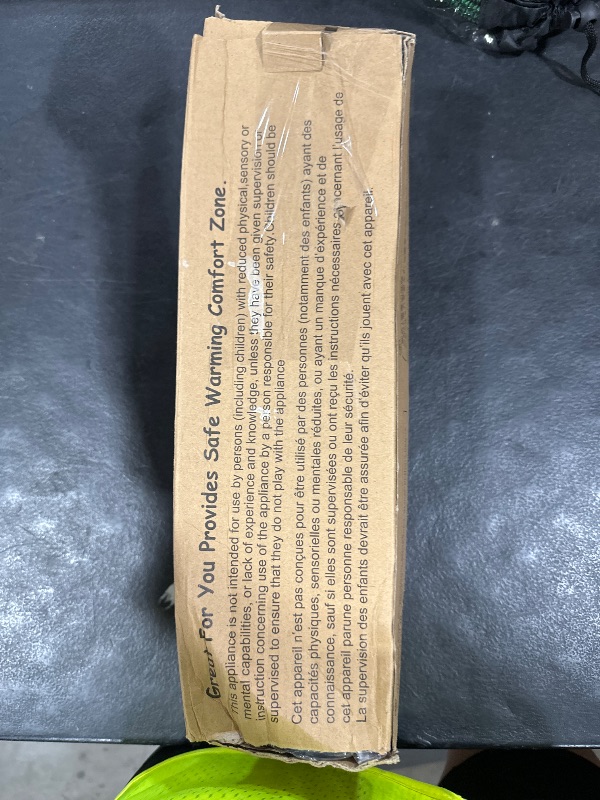 Great For You Provides Safe Warming Comfort Zone.
This appliance is not intended for use by persons (including children) with reduced physical,sensory or
mental capabilities, or lack of experience and knowledge, unless they have been given supervision or
instruction concerning use of the appliance by a person responsible for their safety.Children should be
supervised to ensure that they do not play with the appliance
Cet appareil n'est pas conçues pour être utilisé par des personnes (notamment des enfants) ayant des
capacités physiques, sensorielles ou mentales réduites, ou ayant un manque d'éxpérience et de
connaissance, sauf si elles sont supervisées ou ont reçu les instructions nécessaires concernant l'usage de
cet appareil parune personne responsable de leur sécurité.
La supervision des enfants devrait être assurée afin d'éviter qu'ils jouent avec cet appareil.